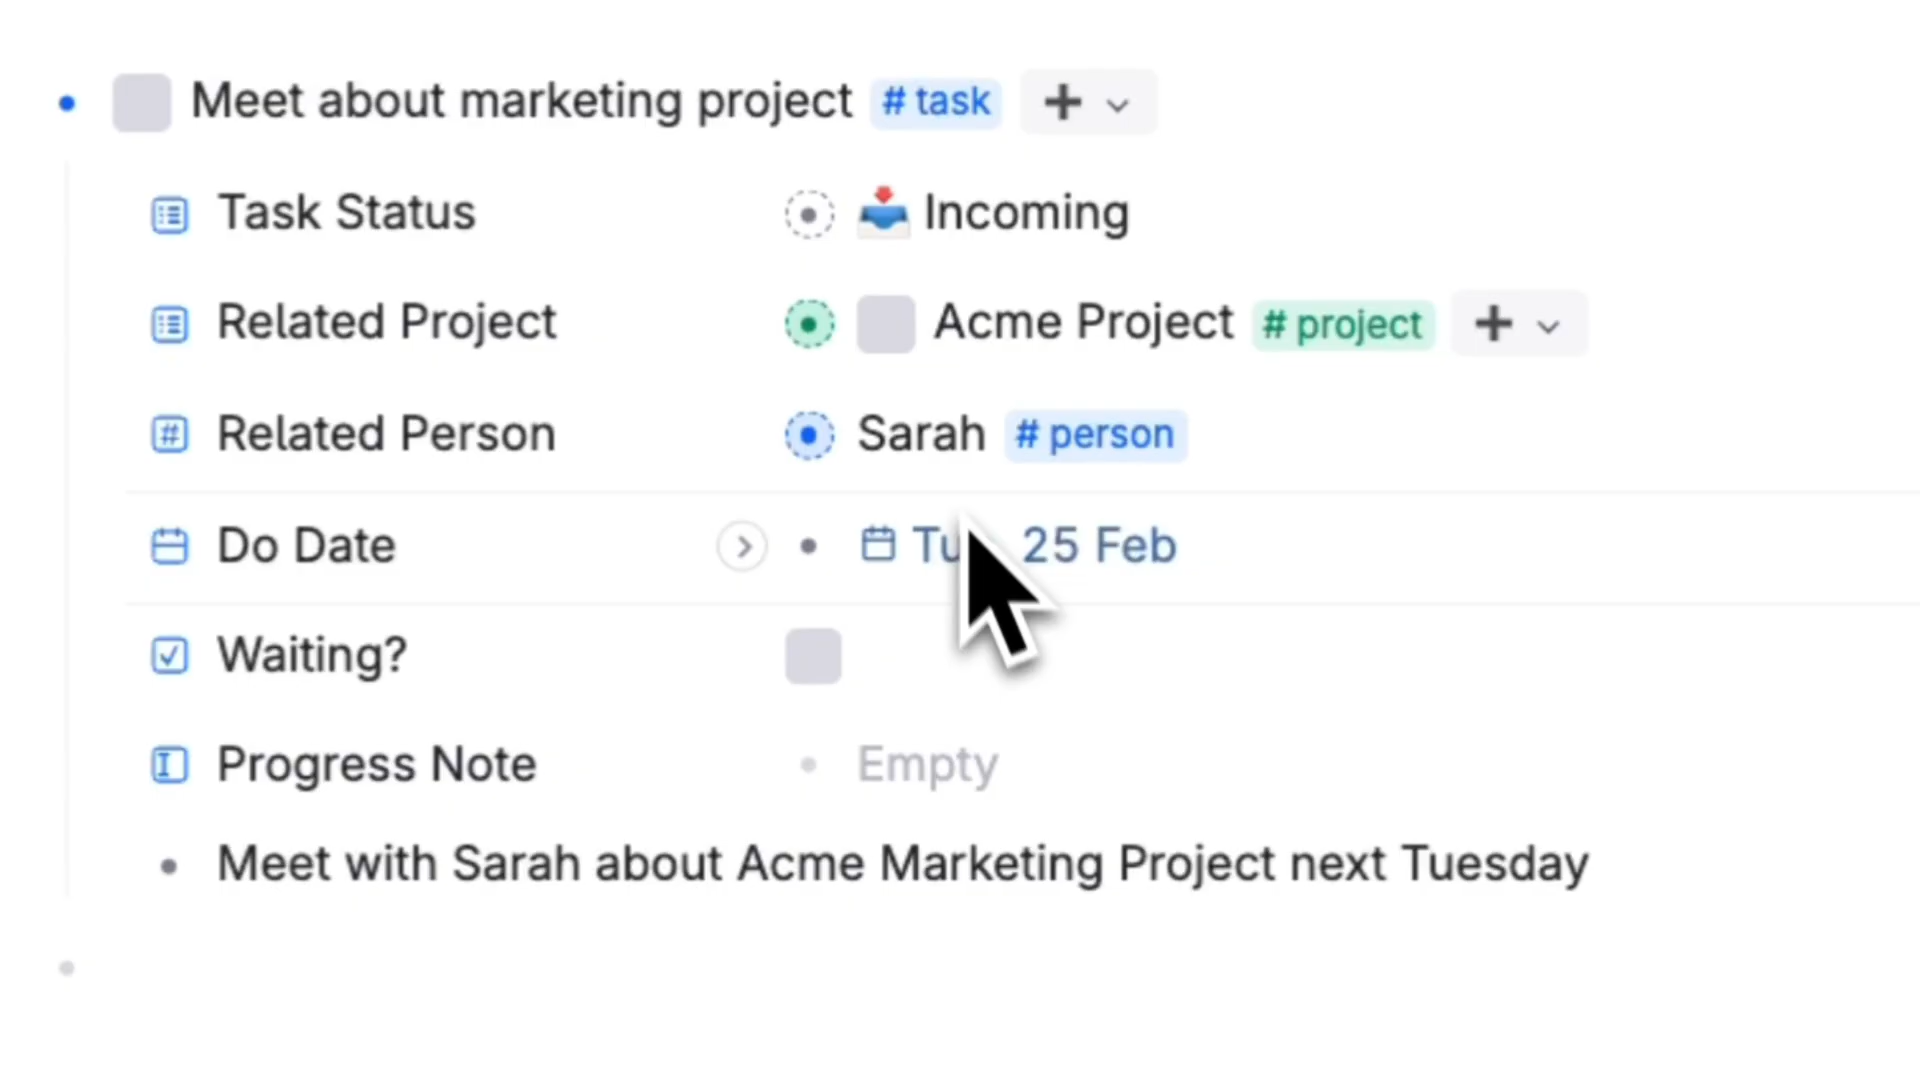 Meet about marketing project # task
Task Status Incoming
Related Project Acme Project # project
Related Person Sarah # person
Do Date 25 Feb
Waiting?
Progress Note Empty
Meet with Sarah about Acme Marketing Project next Tuesday